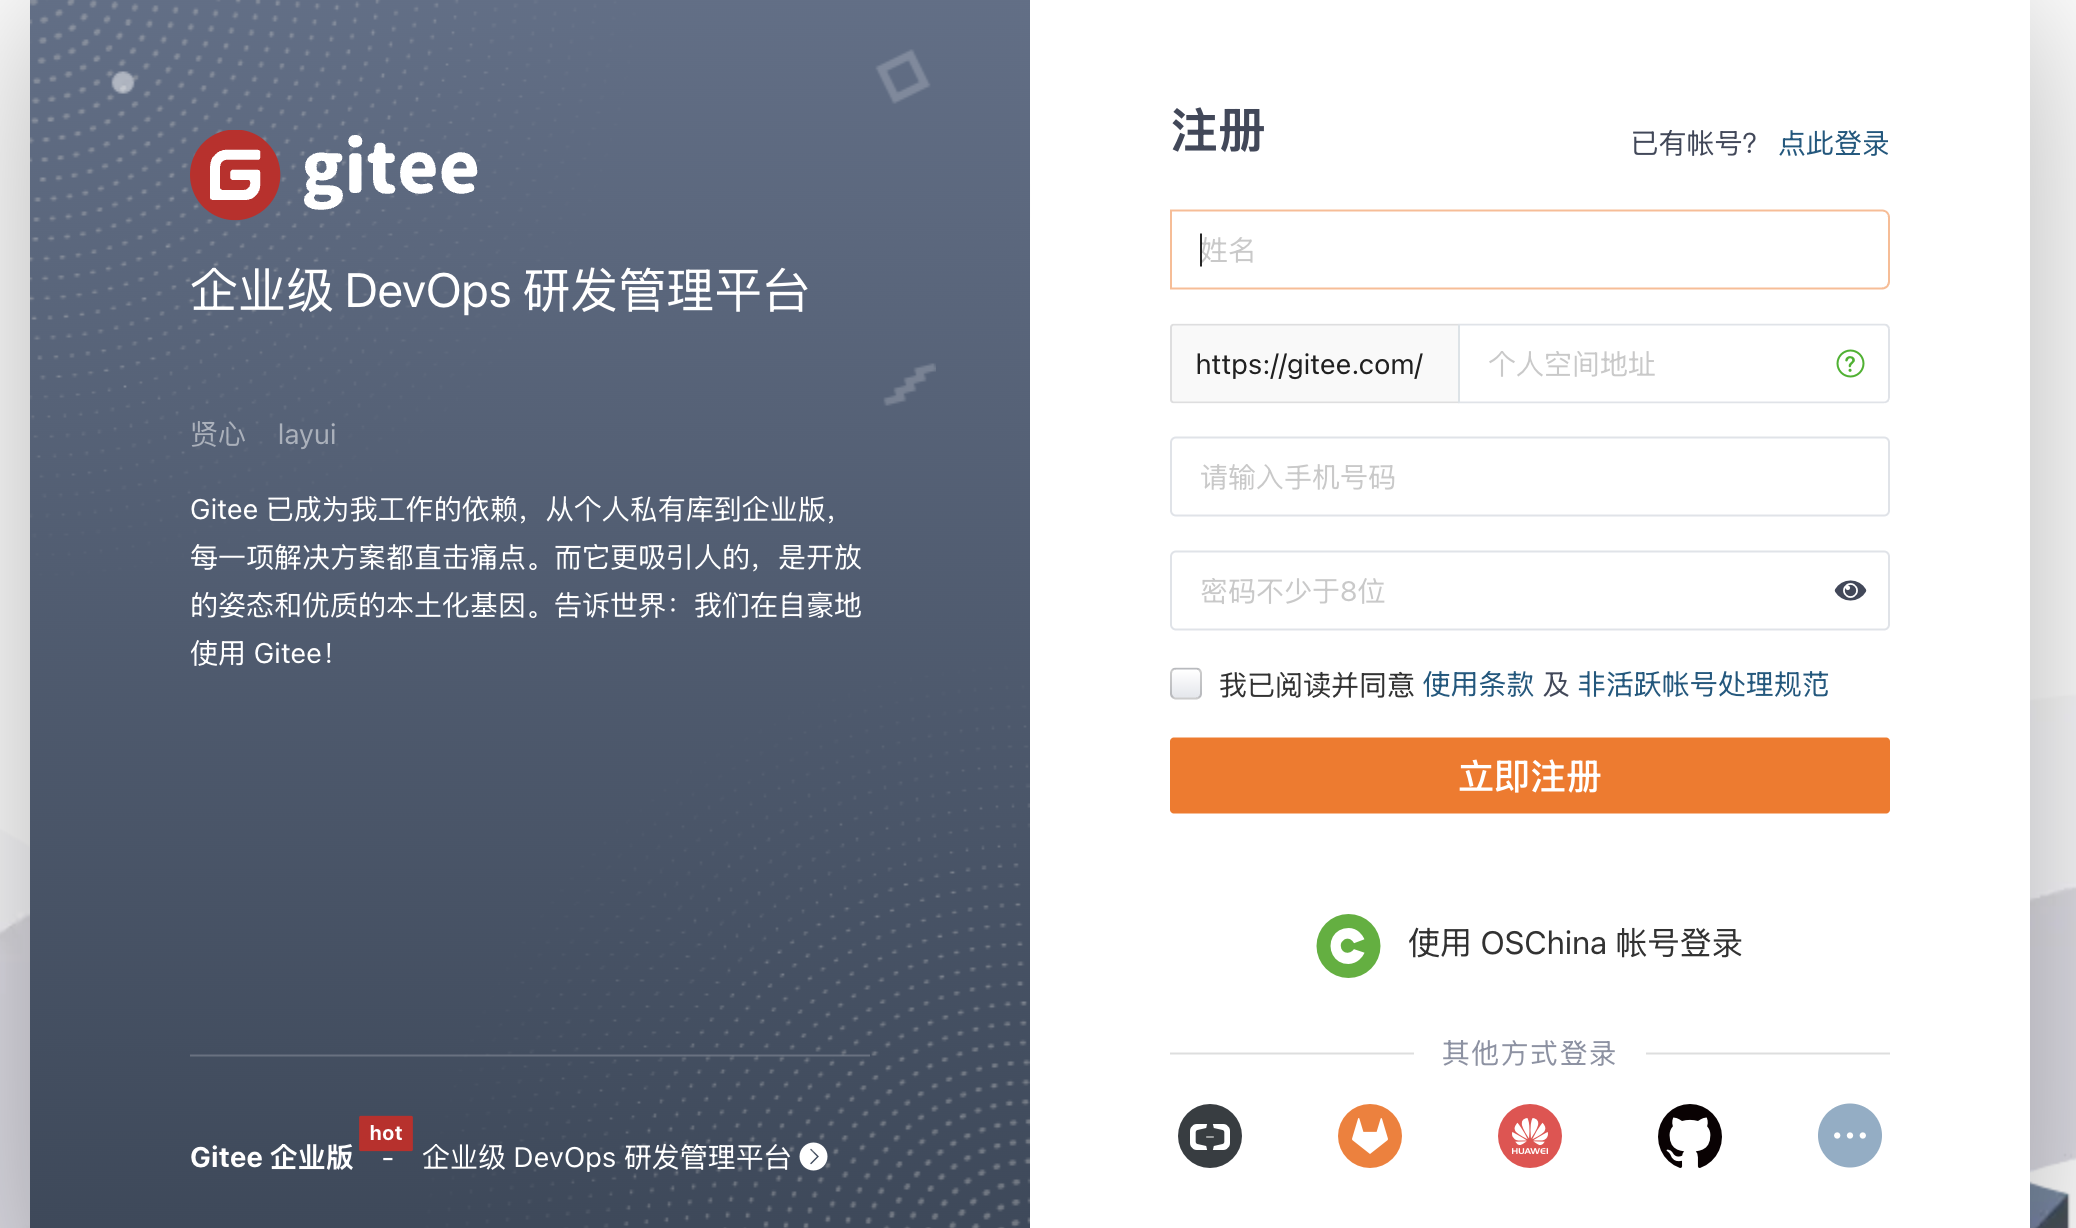 gitee
企业级 DevOps 研发管理平台
贤心 layui
Gitee 已成为我工作的依赖，从个人私有库到企业版，
每一项解决方案都直击痛点。而它更吸引人的，是开放
的姿态和优质的本土化基因。告诉世界：我们在自豪地
使用 Gitee！
Gitee 企业版 hot - 企业级 DevOps 研发管理平台
注册
已有帐号？ 点此登录
姓名
https://gitee.com/ 个人空间地址
请输入手机号码
密码不少于8位
我已阅读并同意 使用条款 及 非活跃帐号处理规范
立即注册
使用 OSChina 帐号登录
其他方式登录
HUAWEI